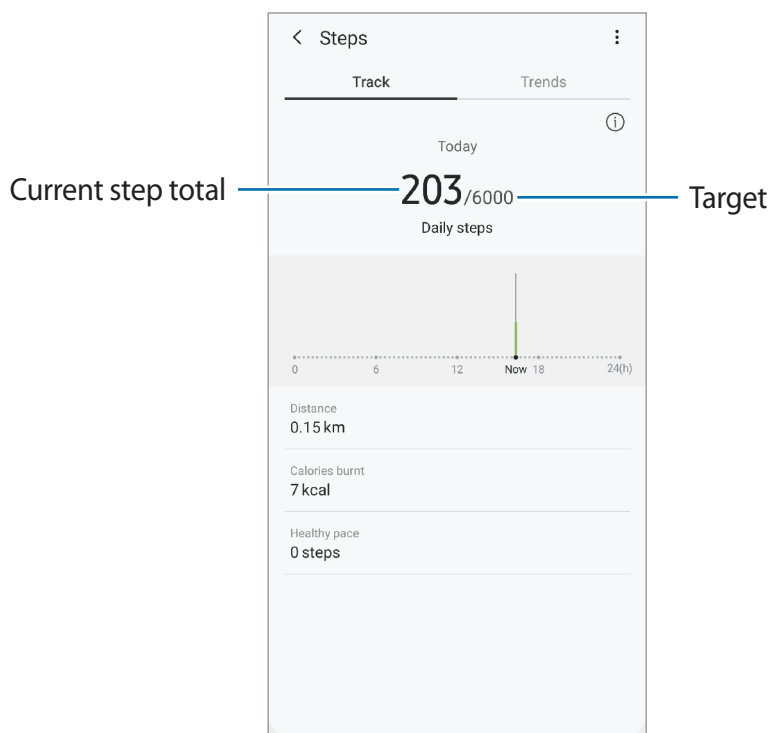 Steps
Track Trends
Today
Current step total 203/6000 Target
Daily steps
0 6 12 Now 18 24(h)
Distance
0.15 km
Calories burnt
7 kcal
Healthy pace
0 steps